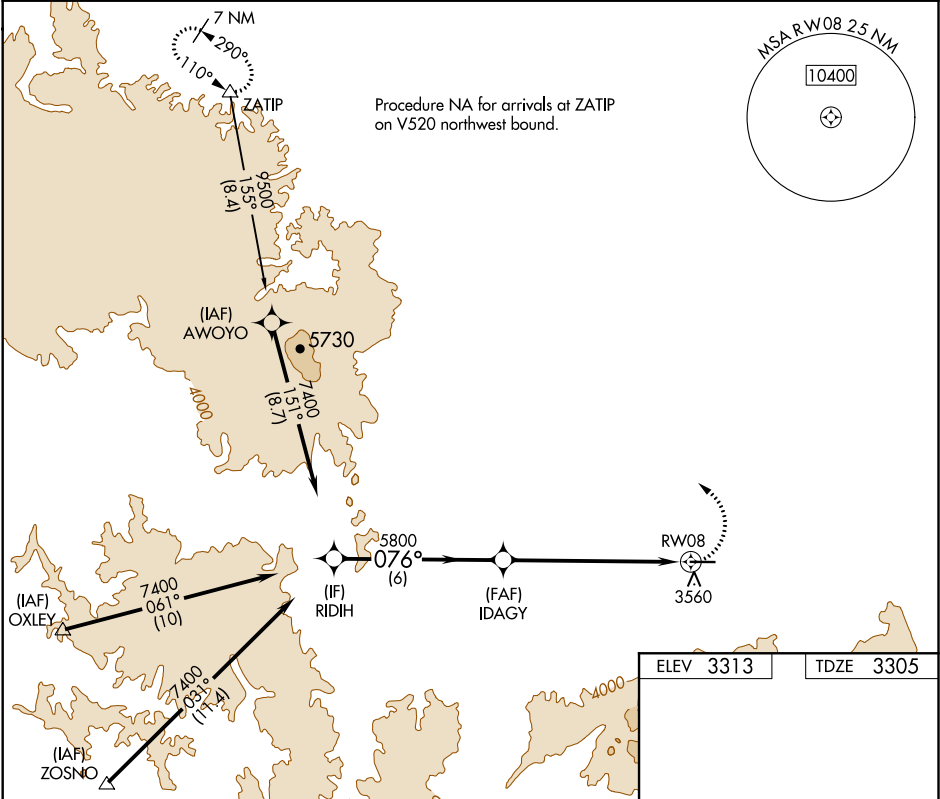 7 NM
290°
110°
ZATIP
Procedure NA for arrivals at ZATIP
on V520 northwest bound.
MSA RW08 25 NM
10400
9500
155°
(8.4)
(IAF)
AWOYO
5730
7400
151°
(8.7)
4000
5800
076°
(6)
RW08
3560
(IF)
RIDIH
(FAF)
IDAGY
(IAF)
OXLEY
7400
061°
(10)
7400
031°
(11.4)
(IAF)
ZOSNO
4000
ELEV 3313
TDZE 3305